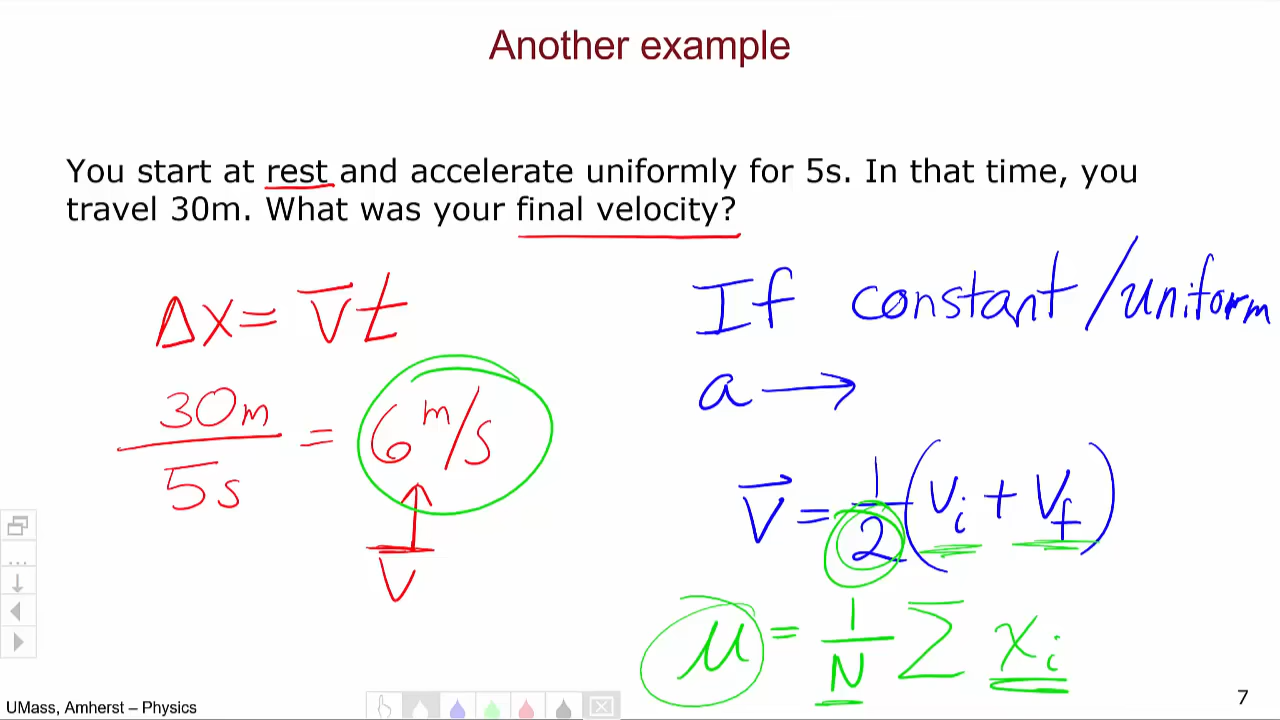 Another example
You start at rest and accelerate uniformly for 5s. In that time, you
travel 30m. What was your final velocity?
Δx = v̄ t
30m / 5s = 6 m/s
v̄
If constant/uniform
a →
v⃗ = 1/2 (vᵢ + v_f)
μ = 1/N Σ xᵢ
UMass, Amherst – Physics
7